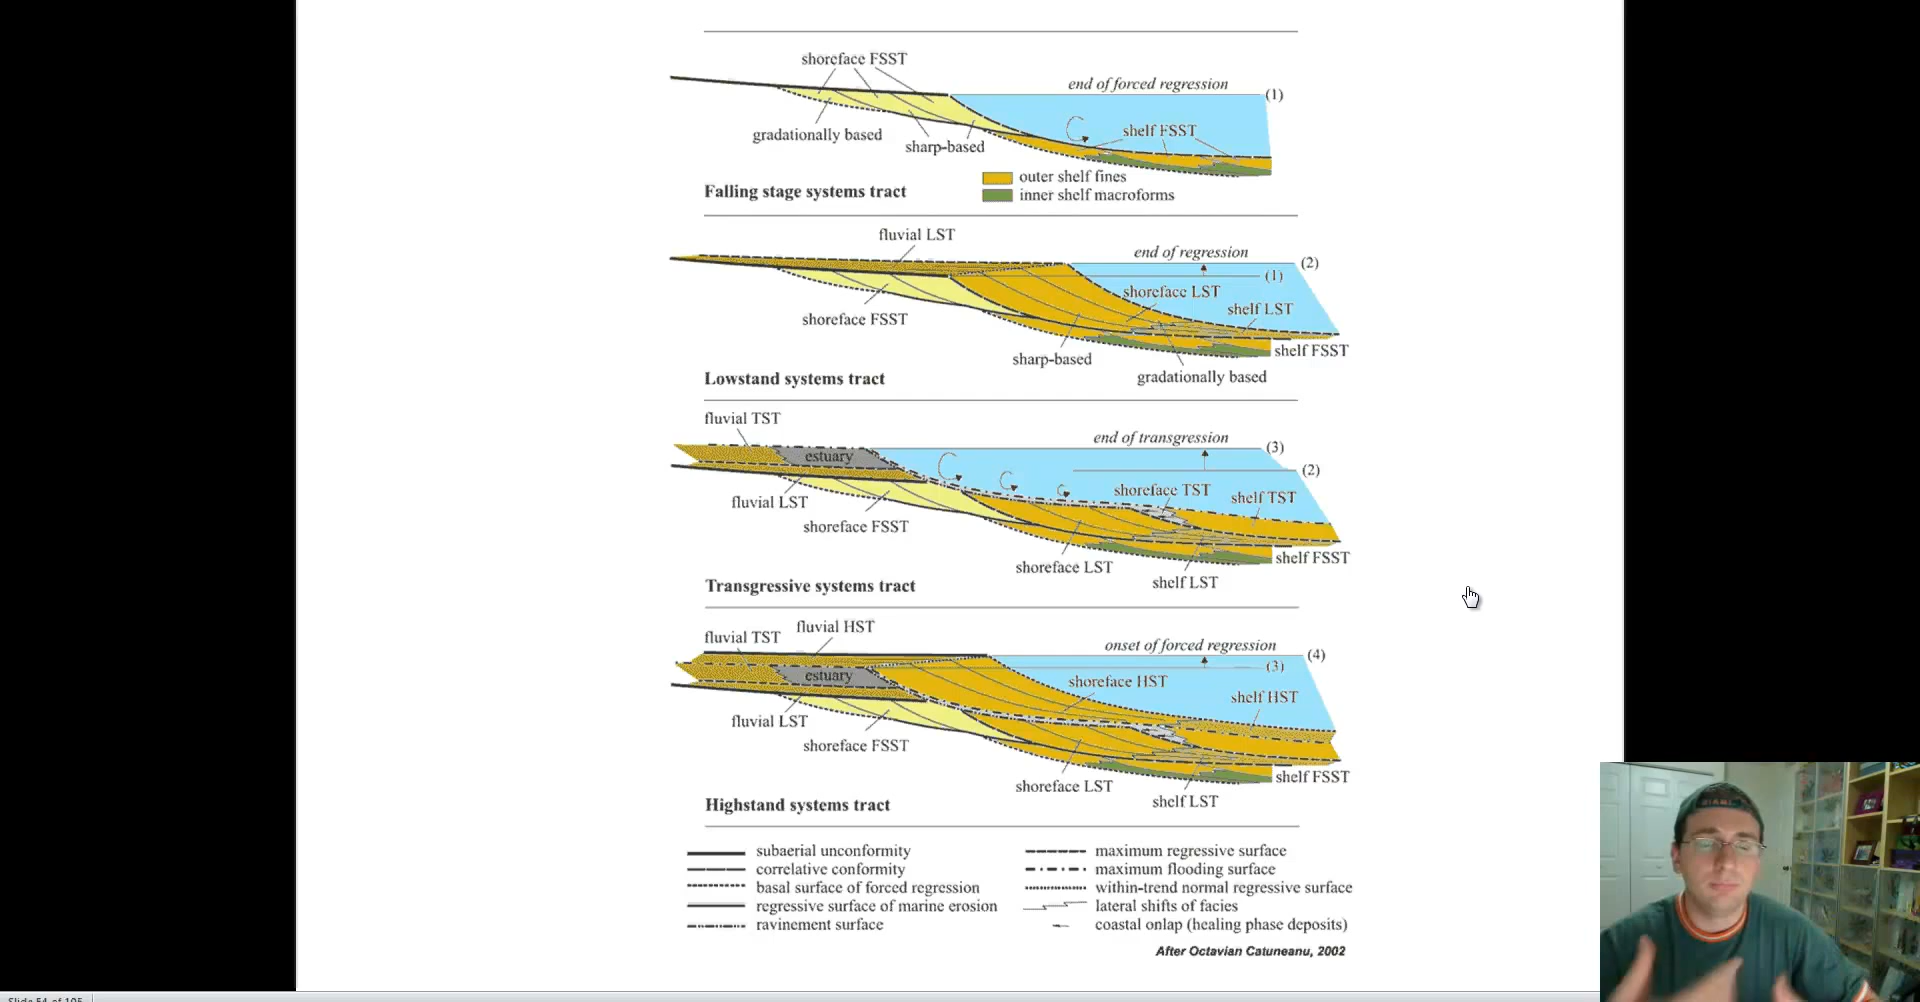 shoreface FSST
end of forced regression
(1)
shelf FSST
gradationally based
sharp-based
outer shelf fines
Falling stage systems tract
inner shelf macroforms
fluvial LST
end of regression
(2)
(1)
shoreface LST
shelf LST
shoreface FSST
shelf FSST
sharp-based
gradationally based
Lowstand systems tract
fluvial TST
end of transgression
(3)
estuary
(2)
shoreface TST
shelf TST
fluvial LST
shoreface FSST
shelf FSST
shoreface LST
shelf LST
Transgressive systems tract
fluvial HST
fluvial TST
onset of forced regression
(4)
(3)
estuary
shoreface HST
shelf HST
fluvial LST
shoreface FSST
shelf FSST
shoreface LST
shelf LST
Highstand systems tract
subaerial unconformity
correlative conformity
basal surface of forced regression
regressive surface of marine erosion
ravinement surface
maximum regressive surface
maximum flooding surface
within-trend normal regressive surface
lateral shifts of facies
coastal onlap (healing phase deposits)
After Octavian Catuneanu, 2002
MIAMI
Slide 54 of 105